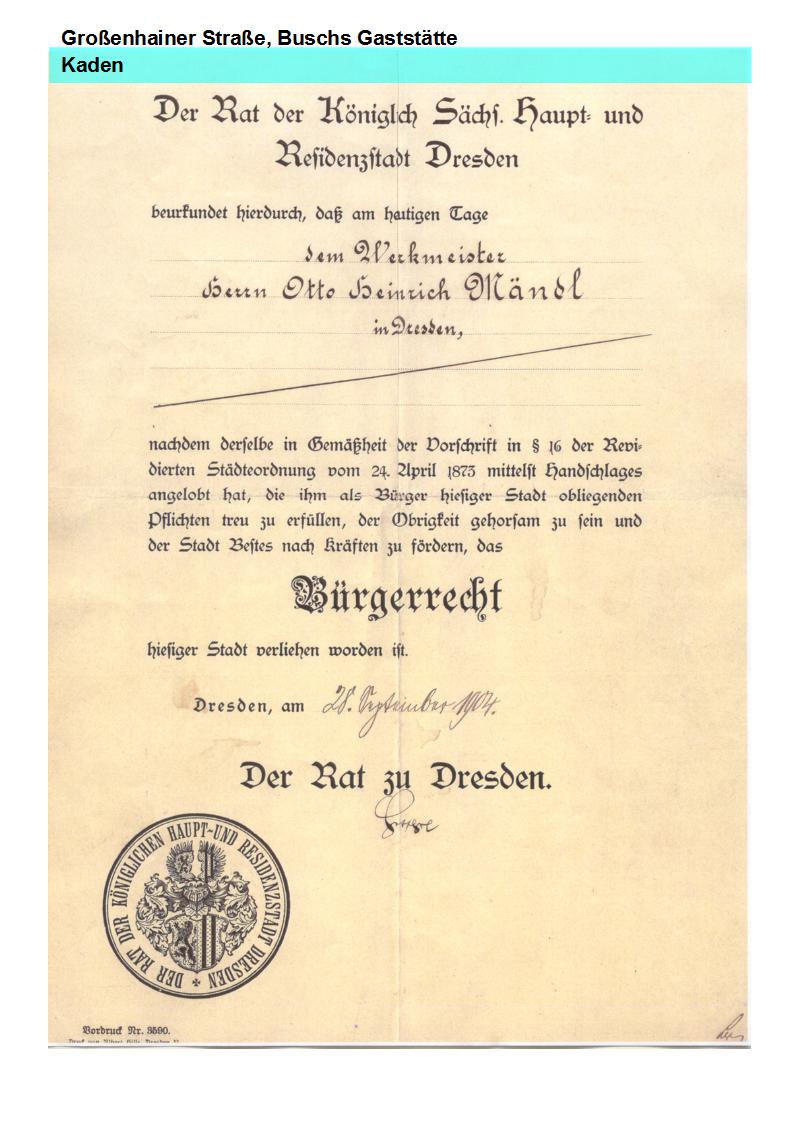 Großenhainer Straße, Buschs Gaststätte
Kaden
Der Rat der Königlch Sächs. Haupt- und
Residenzstadt Dresden
beurkundet hierdurch, daß am heutigen Tage
dem Werkmeister
Herrn Otto Heinrich Mändl
in Dresden,
nachdem derselbe in Gemäßheit der Vorschrift in § 16 der Revi-
dierten Städteordnung vom 24. April 1873 mittelst Handschlages
angelobt hat, die ihm als Bürger hiesiger Stadt obliegenden
Pflichten treu zu erfüllen, der Obrigkeit gehorsam zu sein und
der Stadt Bestes nach Kräften zu fördern, das
Bürgerrecht
hiesiger Stadt verliehen worden ist.
Dresden, am 28. September 1904.
Der Rat zu Dresden.
DER RAT DER KÖNIGLICHEN HAUPT-UND RESIDENZSTADT DRESDEN
Vordruck Nr. 3590.